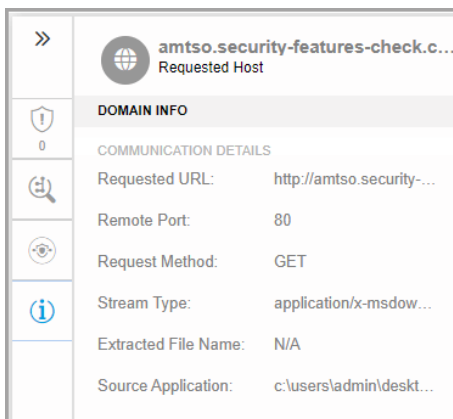 amtso.security-features-check.c...
Requested Host
DOMAIN INFO
0
COMMUNICATION DETAILS
Requested URL: http://amtso.security-...
Remote Port: 80
Request Method: GET
Stream Type: application/x-msdow...
Extracted File Name: N/A
Source Application: c:\users\admin\deskt...